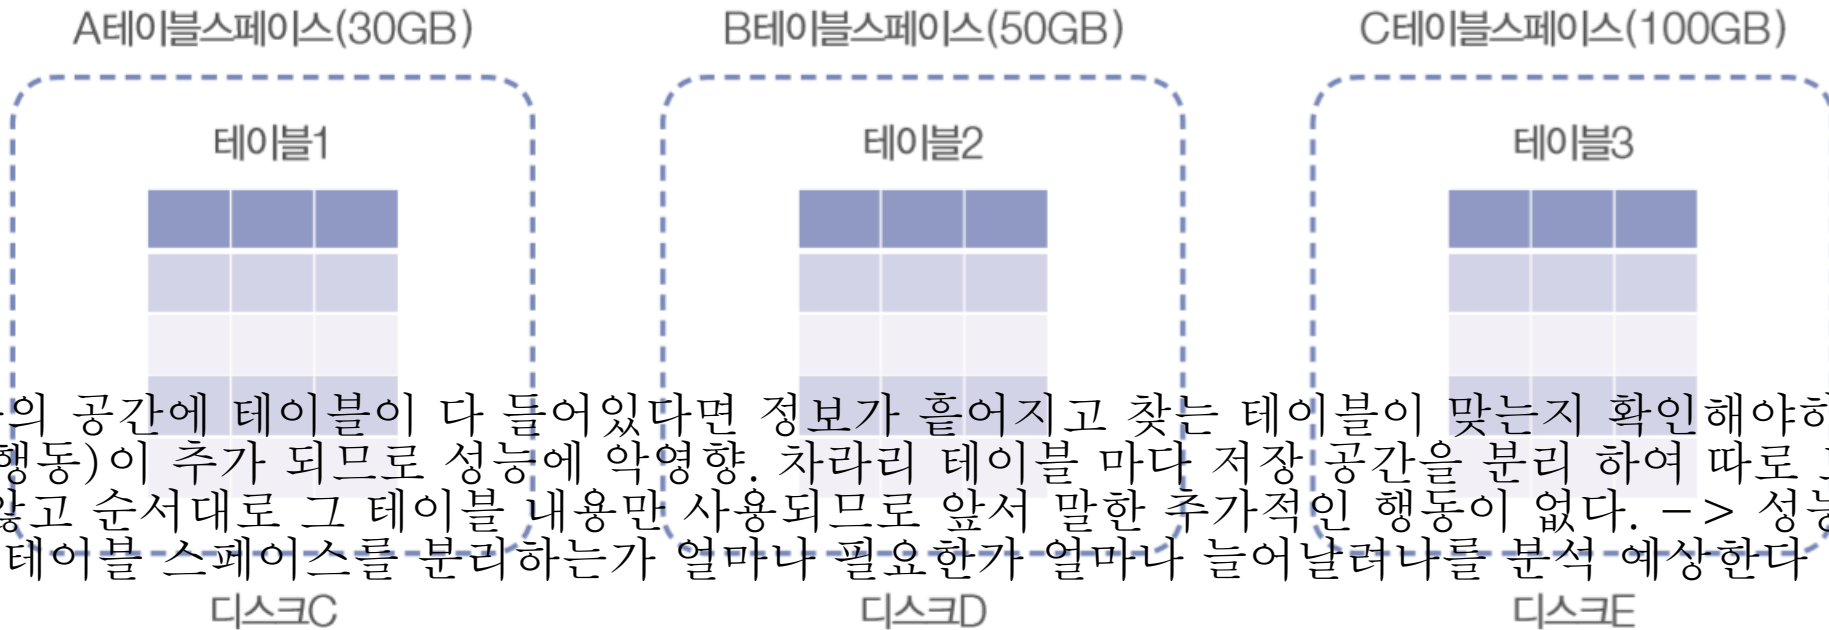 A테이블스페이스(30GB) B테이블스페이스(50GB) C테이블스페이스(100GB)
테이블1 테이블2 테이블3
의 공간에 테이블이 다 들어있다면 정보가 흩어지고 찾는 테이블이 맞는지 확인해야하
행동)이 추가 되므로 성능에 악영향. 차라리 테이블 마다 저장 공간을 분리 하여 따로
않고 순서대로 그 테이블 내용만 사용되므로 앞서 말한 추가적인 행동이 없다. -> 성능
테이블 스페이스를 분리하는가 얼마나 필요한가 얼마나 늘어날려나를 분석 예상한다
디스크C 디스크D 디스크E